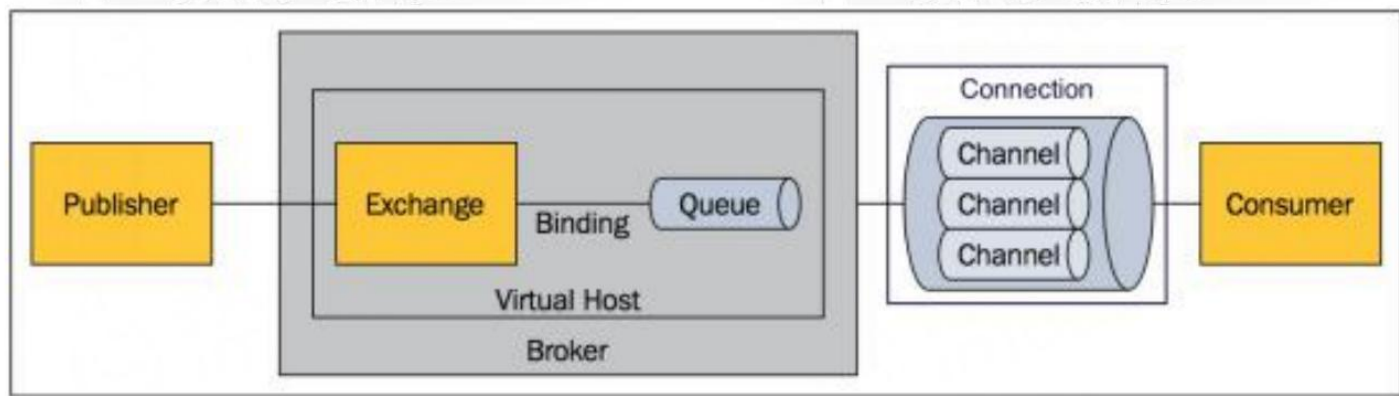 Connection
Channel
Publisher
Exchange
Queue
Channel
Consumer
Binding
Channel
Virtual Host
Broker